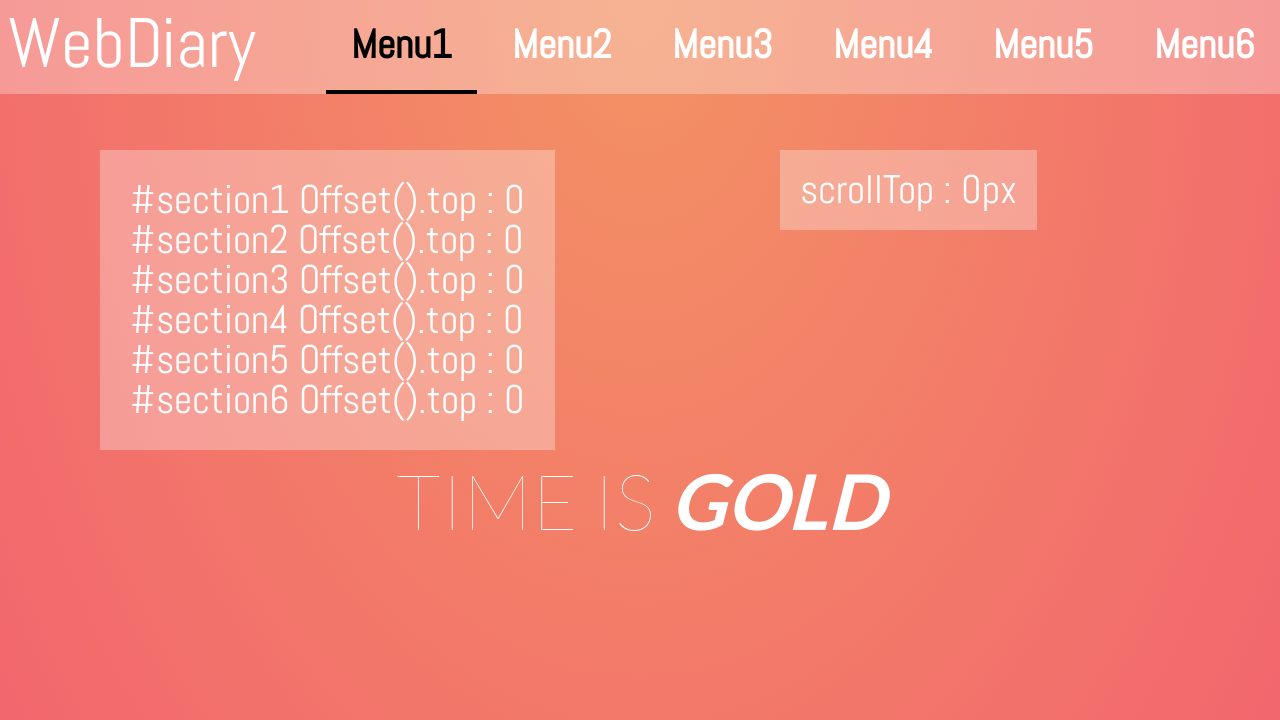 WebDiary Menu1 Menu2 Menu3 Menu4 Menu5 Menu6
#section1 Offset().top : 0
#section2 Offset().top : 0
#section3 Offset().top : 0
#section4 Offset().top : 0
#section5 Offset().top : 0
#section6 Offset().top : 0
scrollTop : 0px
TIME IS GOLD